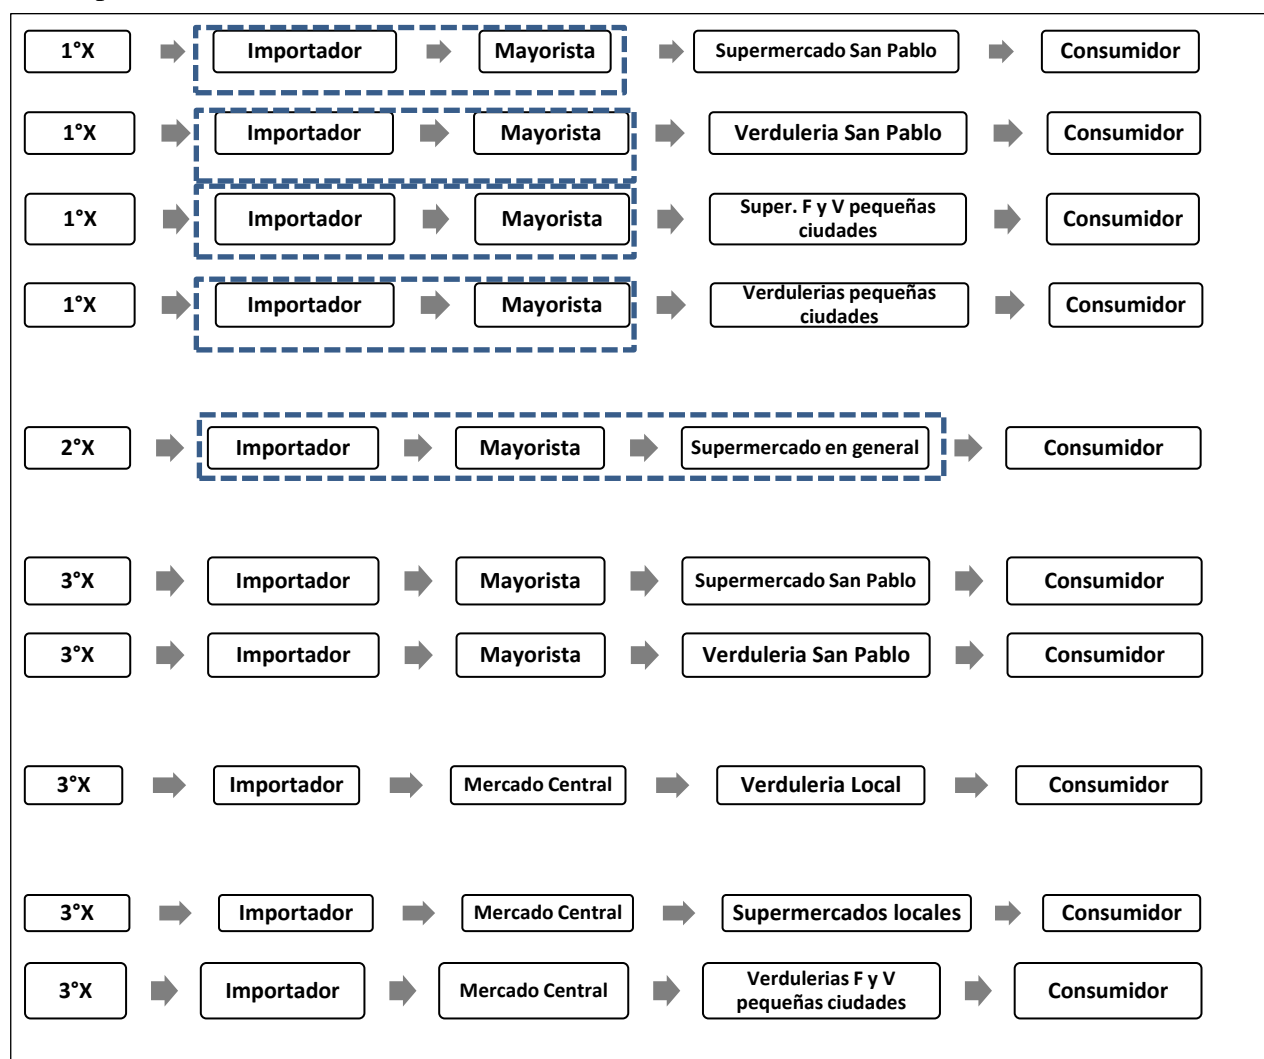 1°X Importador Mayorista Supermercado San Pablo Consumidor
1°X Importador Mayorista Verduleria San Pablo Consumidor
1°X Importador Mayorista Super. F y V pequeñas
ciudades Consumidor
1°X Importador Mayorista Verdulerias pequeñas
ciudades Consumidor
2°X Importador Mayorista Supermercado en general Consumidor
3°X Importador Mayorista Supermercado San Pablo Consumidor
3°X Importador Mayorista Verduleria San Pablo Consumidor
3°X Importador Mercado Central Verduleria Local Consumidor
3°X Importador Mercado Central Supermercados locales Consumidor
3°X Importador Mercado Central Verdulerias F y V
pequeñas ciudades Consumidor